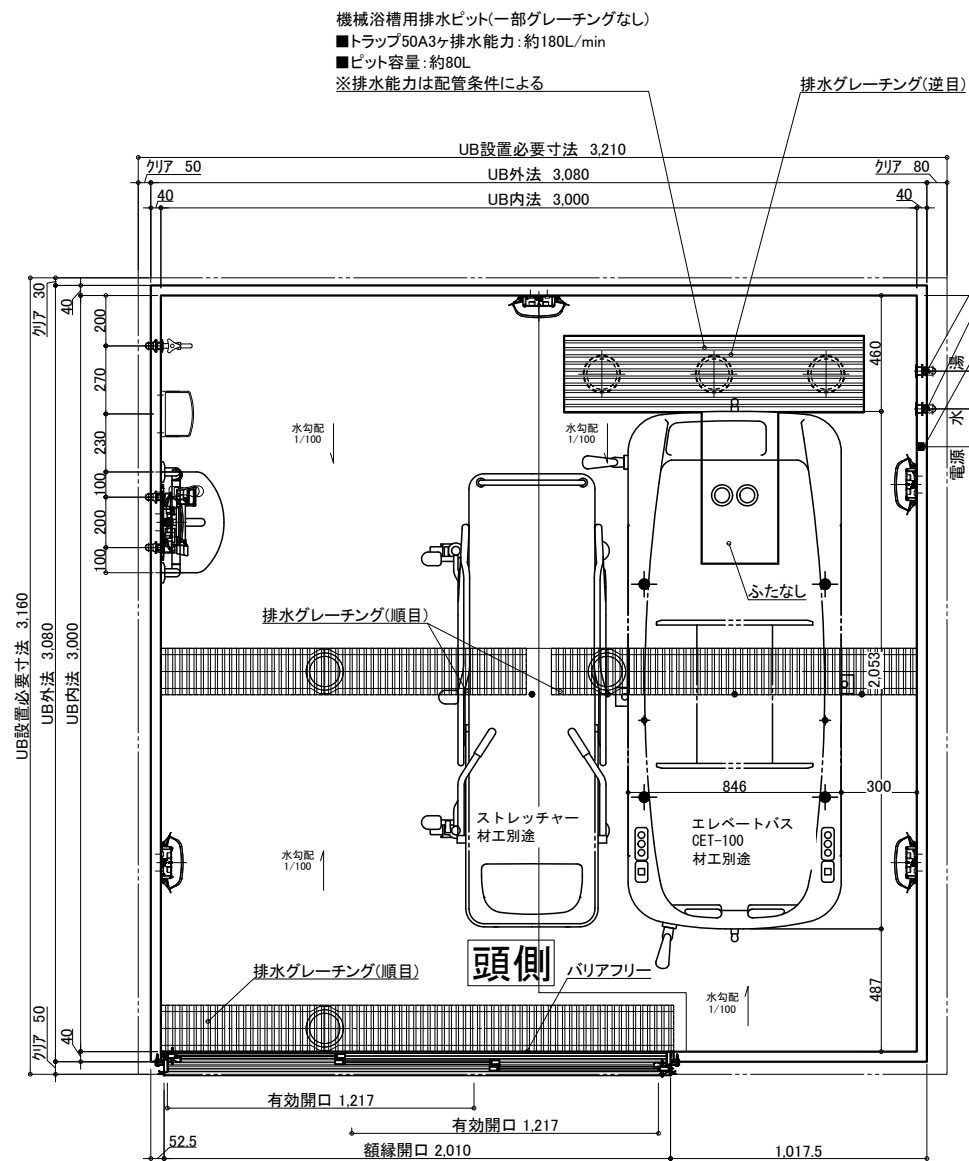 機械浴槽用排水ピット(一部グレーチングなし)
■トラップ50A3ヶ排水能力:約180L/min
■ピット容量:約80L
※排水能力は配管条件による
排水グレーチング(逆目)
UB設置必要寸法 3,210
クリア 50
UB外法 3,080
クリア 80
40
UB内法 3,000
40
クリア 30
40
200
270
230
100
200
100
UB設置必要寸法 3,160
UB外法 3,080
UB内法 3,000
460
湯
水
電源
水勾配
1/100
水勾配
1/100
ふたなし
排水グレーチング(順目)
2,053
846
300
ストレッチャー
材工別途
エレベートバス
CET-100
材工別途
水勾配
1/100
頭側
バリアフリー
排水グレーチング(順目)
水勾配
1/100
487
クリア 50
40
有効開口 1,217
有効開口 1,217
52.5
額縁開口 2,010
1,017.5